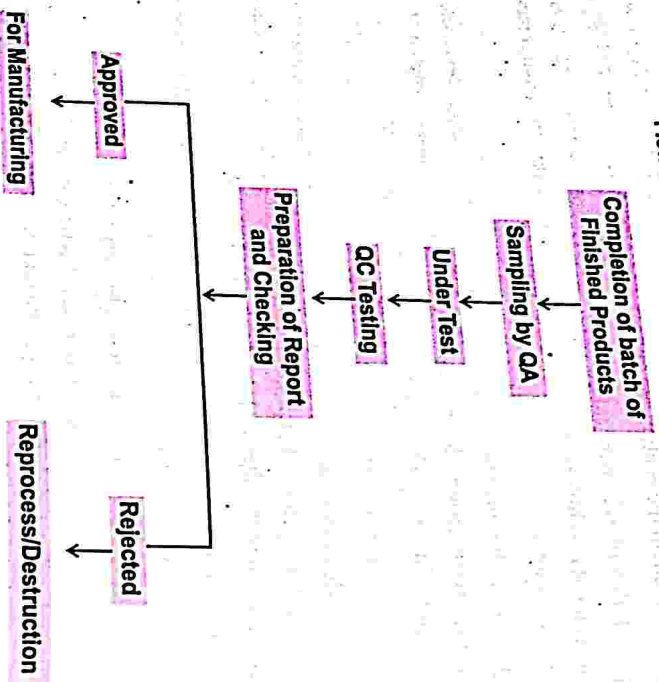 Completion of batch of
Finished Products
Sampling by QA
Under Test
QC Testing
Preparation of Report
and Checking
Approved
Rejected
For Manufacturing
Reprocess/Destruction